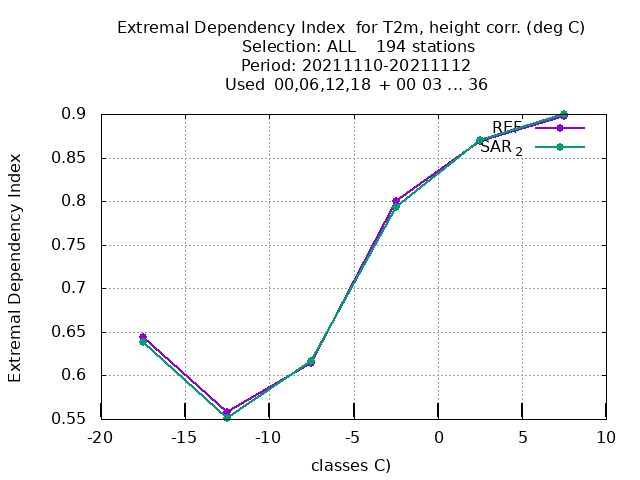 Extremal Dependency Index  for T2m, height corr. (deg C)
Selection: ALL    194 stations
Period: 20211110-20211112
Used  00,06,12,18  + 00 03 ... 36
Extremal Dependency Index
0.9
0.85
0.8
0.75
0.7
0.65
0.6
0.55
REF
SAR 2
-20 -15 -10 -5 0 5 10
classes C)